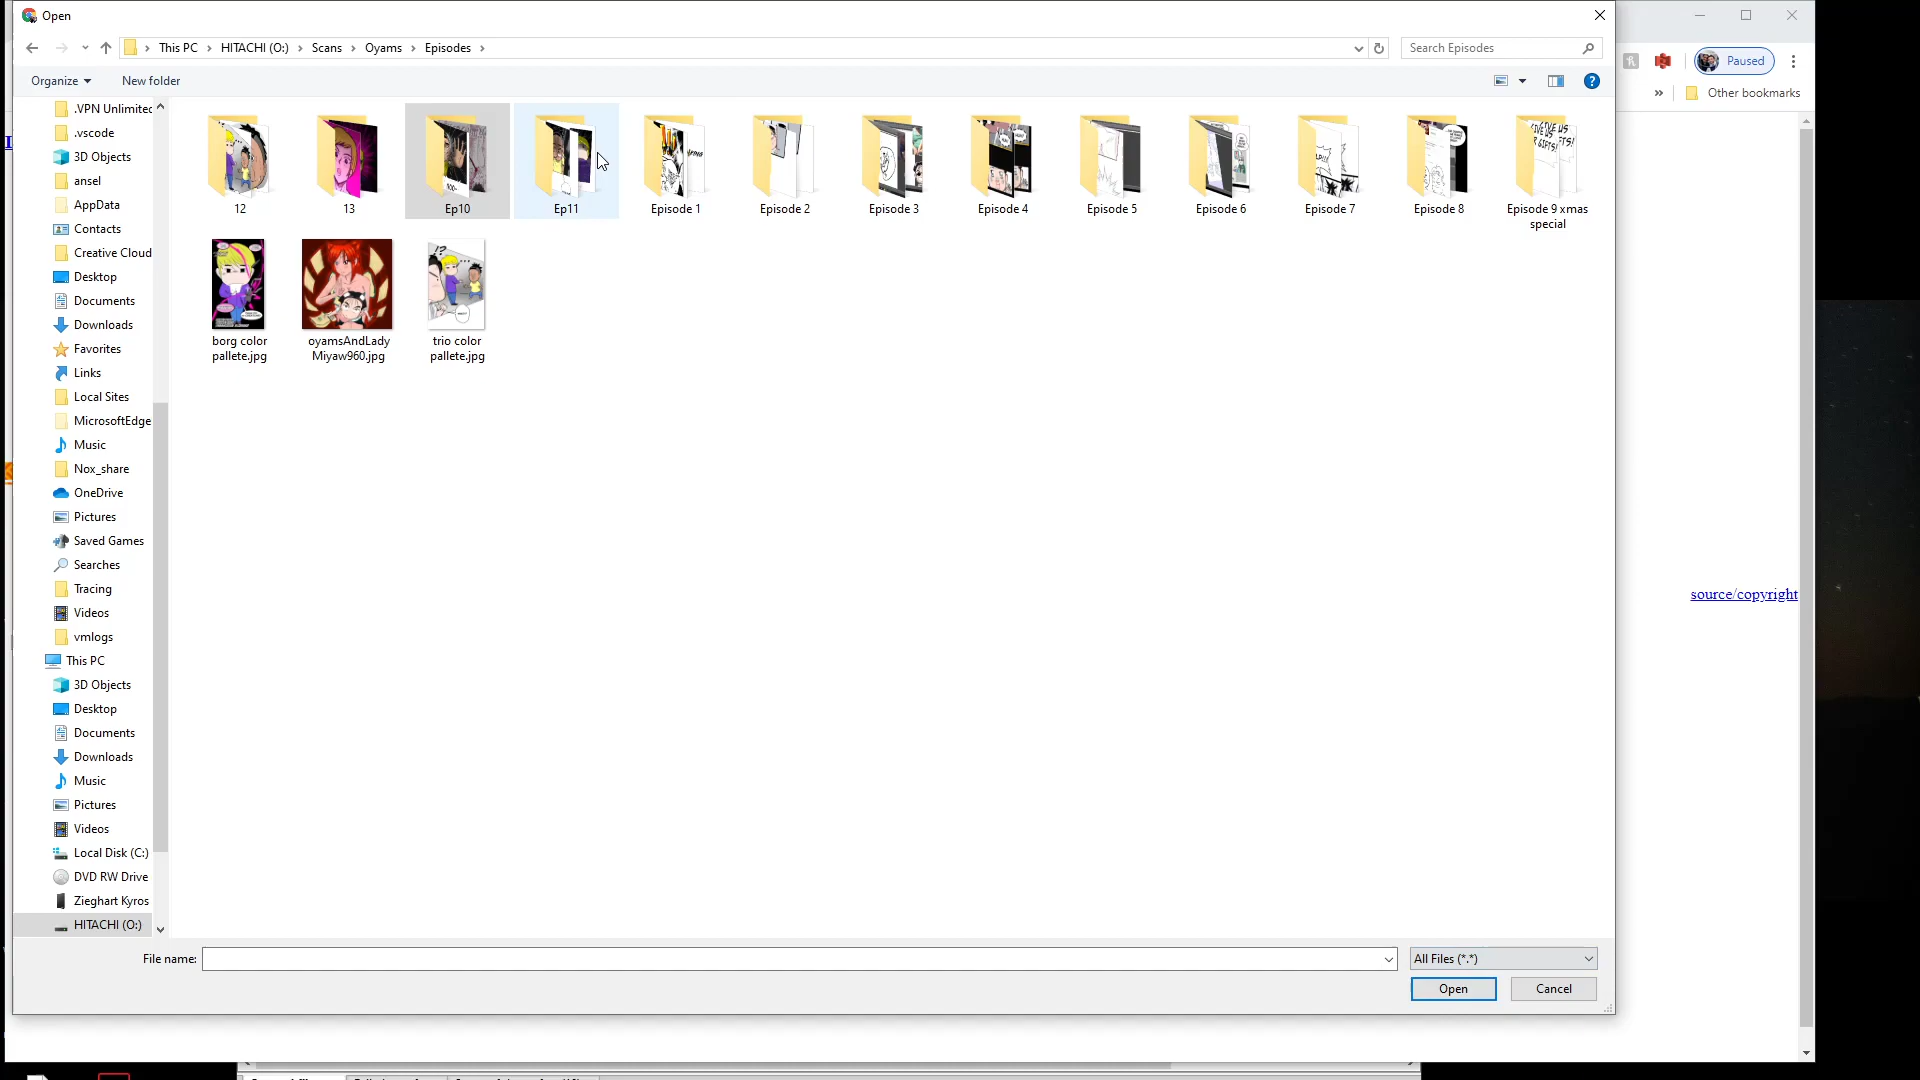 Open
This PC
HITACHI (O:)
Scans
Oyams
Episodes
Search Episodes
Paused
Organize
New folder
Other bookmarks
.VPN Unlimited
.vscode
3D Objects
ansel
AppData
Contacts
Creative Cloud
Desktop
Documents
Downloads
Favorites
Links
Local Sites
MicrosoftEdge
Music
Nox_share
OneDrive
Pictures
Saved Games
Searches
Tracing
Videos
vmlogs
This PC
3D Objects
Desktop
Documents
Downloads
Music
Pictures
Videos
Local Disk (C:)
DVD RW Drive
Zieghart Kyros
HITACHI (O:)
12
13
Ep10
Ep11
Episode 1
Episode 2
Episode 3
Episode 4
Episode 5
Episode 6
Episode 7
Episode 8
Episode 9 xmas
special
borg color
pallete.jpg
oyamsAndLady
Miyaw960.jpg
trio color
pallete.jpg
source/copyright
File name:
All Files (*.*)
Open
Cancel